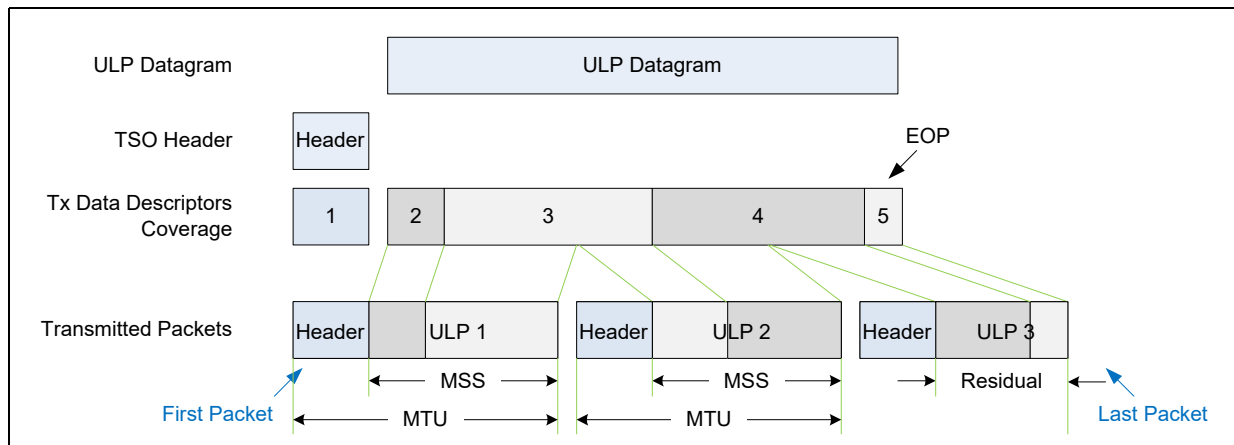 ULP Datagram
ULP Datagram
TSO Header
Header
EOP
Tx Data Descriptors
Coverage
1
2
3
4
5
Transmitted Packets
Header
ULP 1
Header
ULP 2
Header
ULP 3
MSS
MSS
Residual
First Packet
MTU
MTU
Last Packet